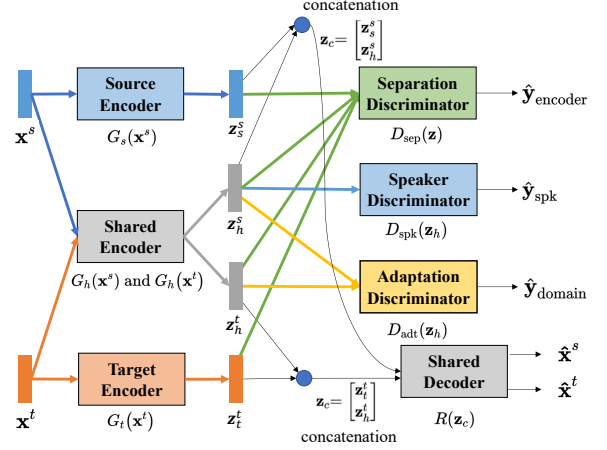 concatenation
𝐳_c = [𝐳_s^s 𝐳_h^s]
Source
Encoder
Separation
Discriminator
ŷ_encoder
𝐱^s
G_s(𝐱^s)
z_s^s
D_sep(𝐳)
Shared
Encoder
z_h^s
Speaker
Discriminator
ŷ_spk
D_spk(𝐳_h)
G_h(𝐱^s) and G_h(𝐱^t)
z_h^t
Adaptation
Discriminator
ŷ_domain
D_adt(𝐳_h)
Target
Encoder
Shared
Decoder
x̂^s
x̂^t
𝐱^t
G_t(𝐱^t)
z_t^t
𝐳_c = [𝐳_t^t 𝐳_h^t]
R(𝐳_c)
concatenation